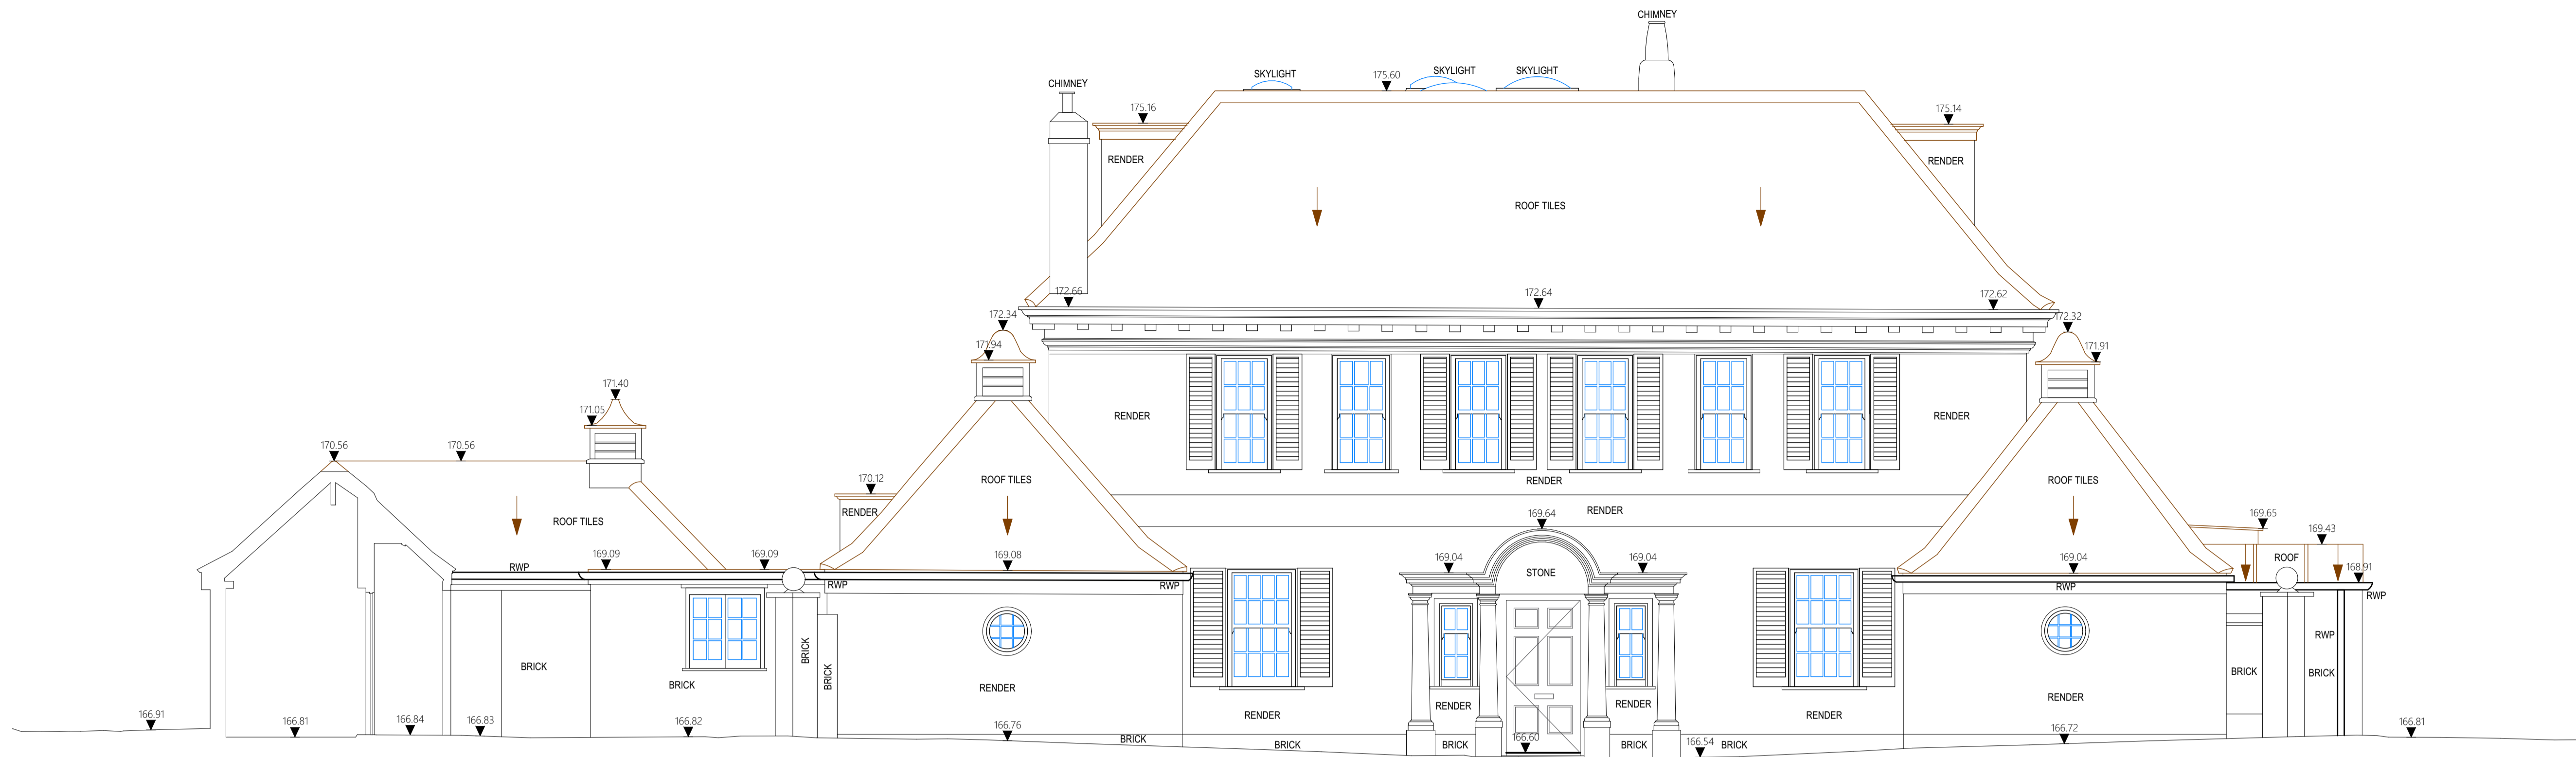 CHIMNEY
SKYLIGHT
175.60
SKYLIGHT
SKYLIGHT
CHIMNEY
175.16
175.14
RENDER
RENDER
ROOF TILES
172.66
172.64
172.62
172.34
172.32
171.94
171.91
171.40
171.05
RENDER
RENDER
170.56
170.56
170.12
ROOF TILES
RENDER
ROOF TILES
RENDER
RENDER
169.64
169.65
ROOF TILES
169.43
169.09
169.09
169.08
169.04
169.04
169.04
ROOF
RWP
STONE
168.91
RWP
RWP
RWP
RWP
RWP
BRICK
BRICK
BRICK
BRICK
BRICK
BRICK
RENDER
RENDER
RENDER
RENDER
RENDER
RENDER
166.91
166.81
166.84
166.83
166.82
166.76
BRICK
BRICK
BRICK
166.60
BRICK
166.54
BRICK
166.72
166.81
CHIMNEY